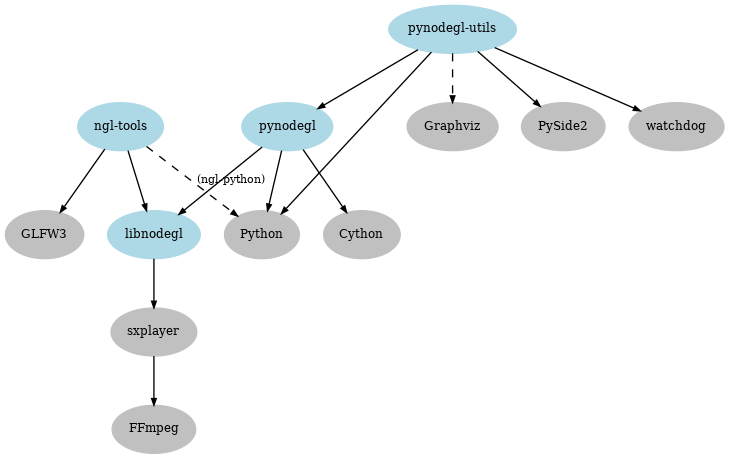 pynodegl-utils
ngl-tools
pynodegl
Graphviz
PySide2
watchdog
(ngl-python)
GLFW3
libnodegl
Python
Cython
sxplayer
FFmpeg